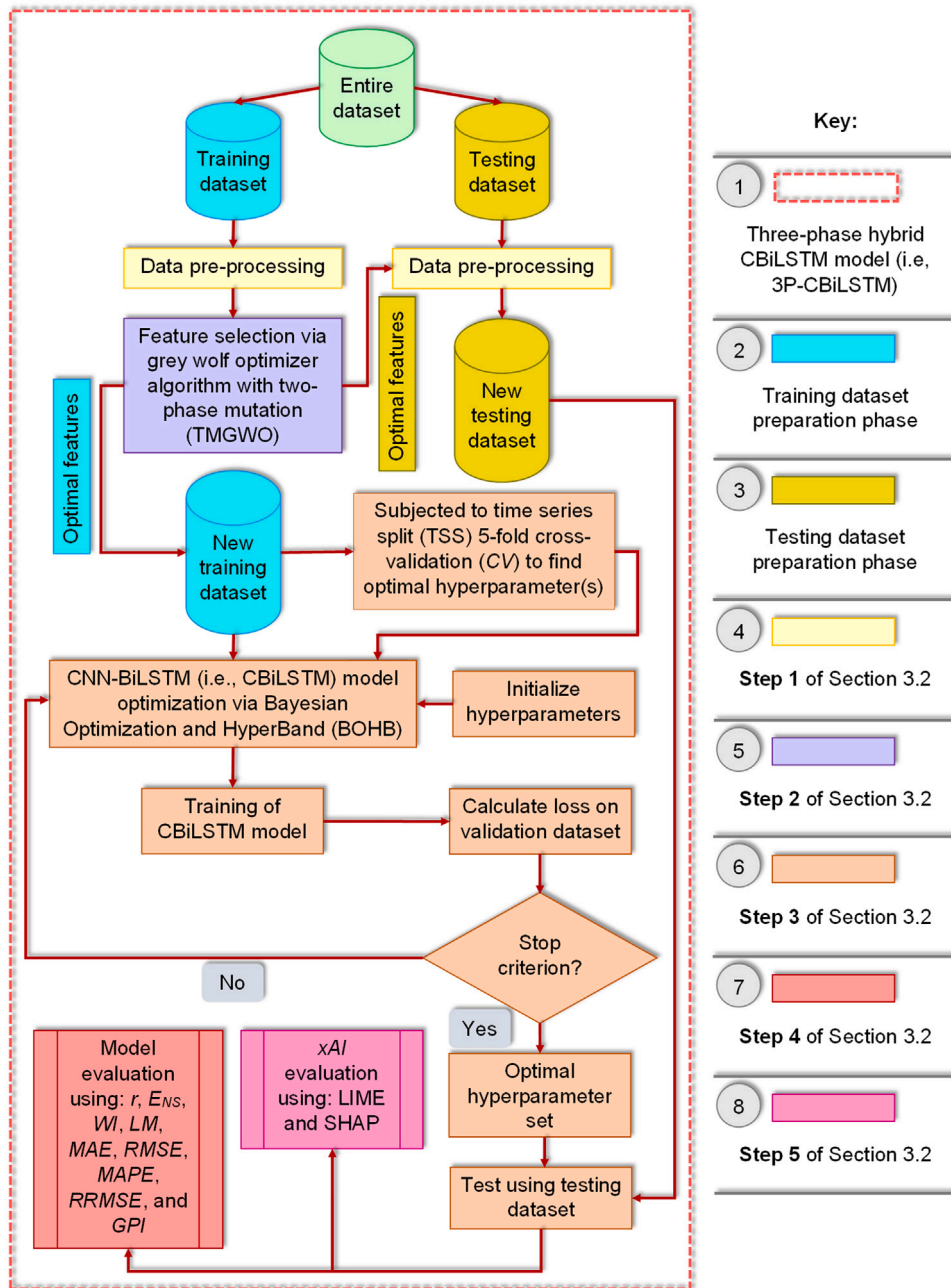 Entire
dataset
Training
dataset
Testing
dataset
Data pre-processing
Data pre-processing
Feature selection via
grey wolf optimizer
algorithm with two-
phase mutation
(TMGWO)
Optimal features
Optimal features
New
testing
dataset
New
training
dataset
Subjected to time series
split (TSS) 5-fold cross-
validation (CV) to find
optimal hyperparameter(s)
CNN-BiLSTM (i.e., CBiLSTM) model
optimization via Bayesian
Optimization and HyperBand (BOHB)
Initialize
hyperparameters
Training of
CBiLSTM model
Calculate loss on
validation dataset
Stop
criterion?
No
Yes
Model
evaluation
using: r, ENS,
WI, LM,
MAE, RMSE,
MAPE,
RRMSE, and
GPI
xAI
evaluation
using: LIME
and SHAP
Optimal
hyperparameter
set
Test using testing
dataset
Key:
1
Three-phase hybrid
CBiLSTM model (i.e,
3P-CBiLSTM)
2
Training dataset
preparation phase
3
Testing dataset
preparation phase
4
Step 1 of Section 3.2
5
Step 2 of Section 3.2
6
Step 3 of Section 3.2
7
Step 4 of Section 3.2
8
Step 5 of Section 3.2